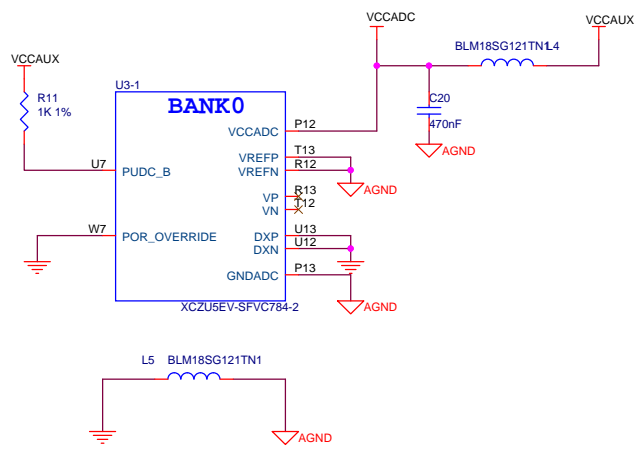 VCCADC
VCCAUX
BLM18SG121TN1
L4
VCCAUX
R11
1K 1%
U3-1
BANK0
C20
470nF
AGND
VCCADC
P12
VREFP
T13
VREFN
R12
U7
PUDC_B
AGND
VP
R13
VN
T12
W7
POR_OVERRIDE
DXP
U13
DXN
U12
GNDADC
P13
AGND
XCZU5EV-SFVC784-2
L5
BLM18SG121TN1
AGND